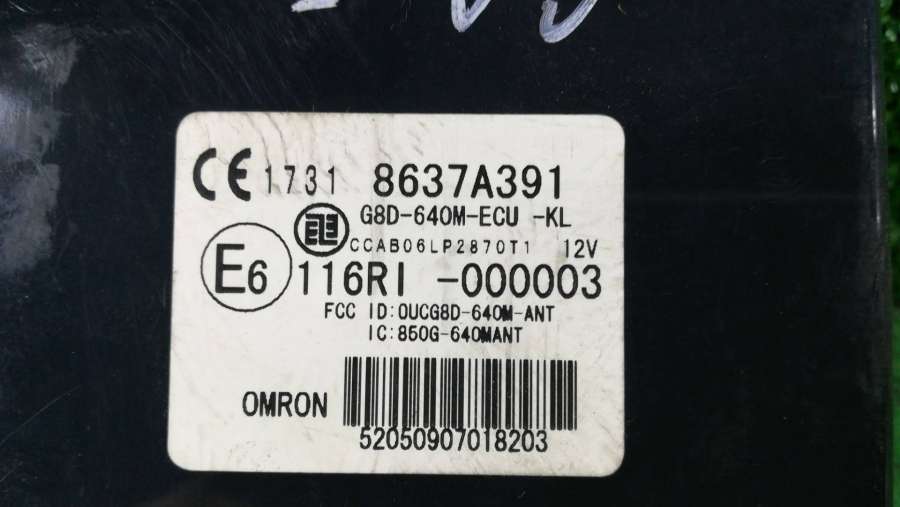 CE 1731 8637A391
G8D-640M-ECU -KL
CCAB06LP2870T1 12V
E6 116RI -000003
FCC ID:OUCG8D-640M-ANT
IC:850G-640MANT
OMRON
52050907018203